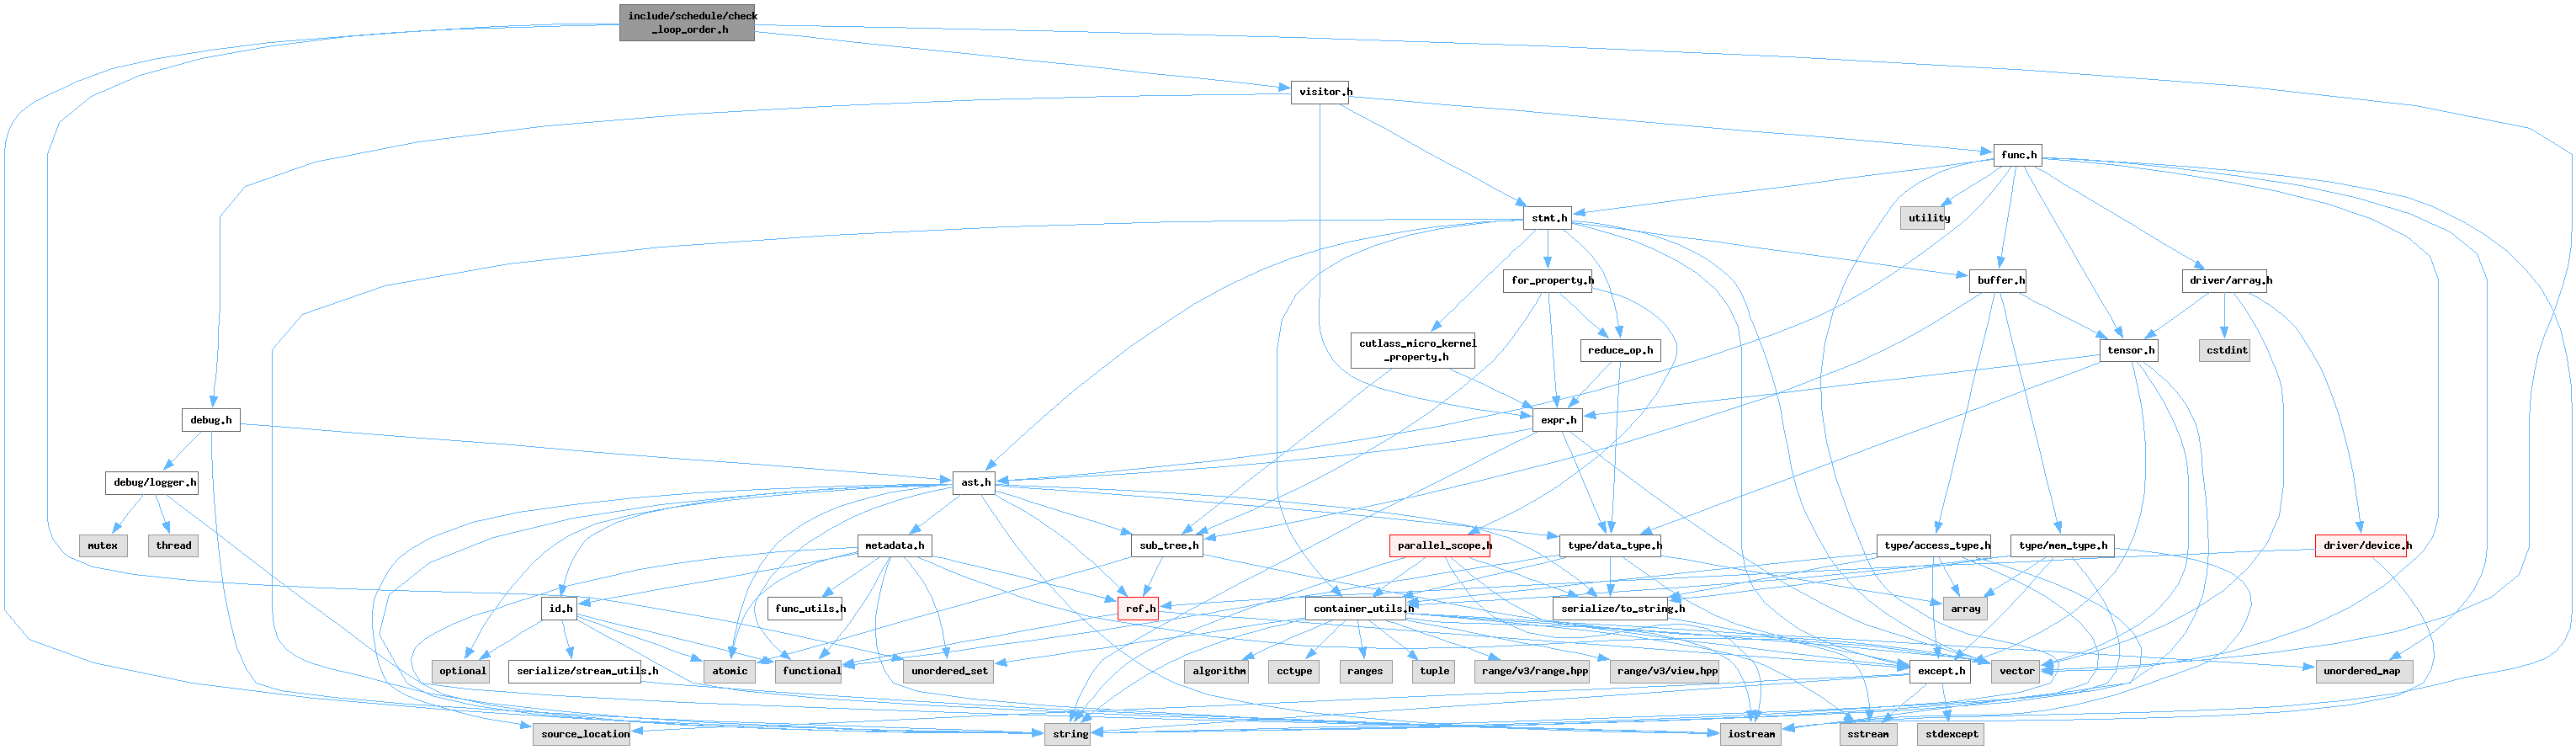 include/schedule/check
_loop_order.h
visitor.h
func.h
stmt.h
utility
for_property.h
buffer.h
driver/array.h
cutlass_micro_kernel
_property.h
reduce_op.h
tensor.h
cstdint
debug.h
expr.h
debug/logger.h
ast.h
mutex
thread
metadata.h
sub_tree.h
parallel_scope.h
type/data_type.h
type/access_type.h
type/mem_type.h
driver/device.h
id.h
func_utils.h
ref.h
container_utils.h
serialize/to_string.h
array
optional
serialize/stream_utils.h
atomic
functional
unordered_set
algorithm
cctype
ranges
tuple
range/v3/range.hpp
range/v3/view.hpp
except.h
vector
unordered_map
source_location
string
iostream
sstream
stdexcept